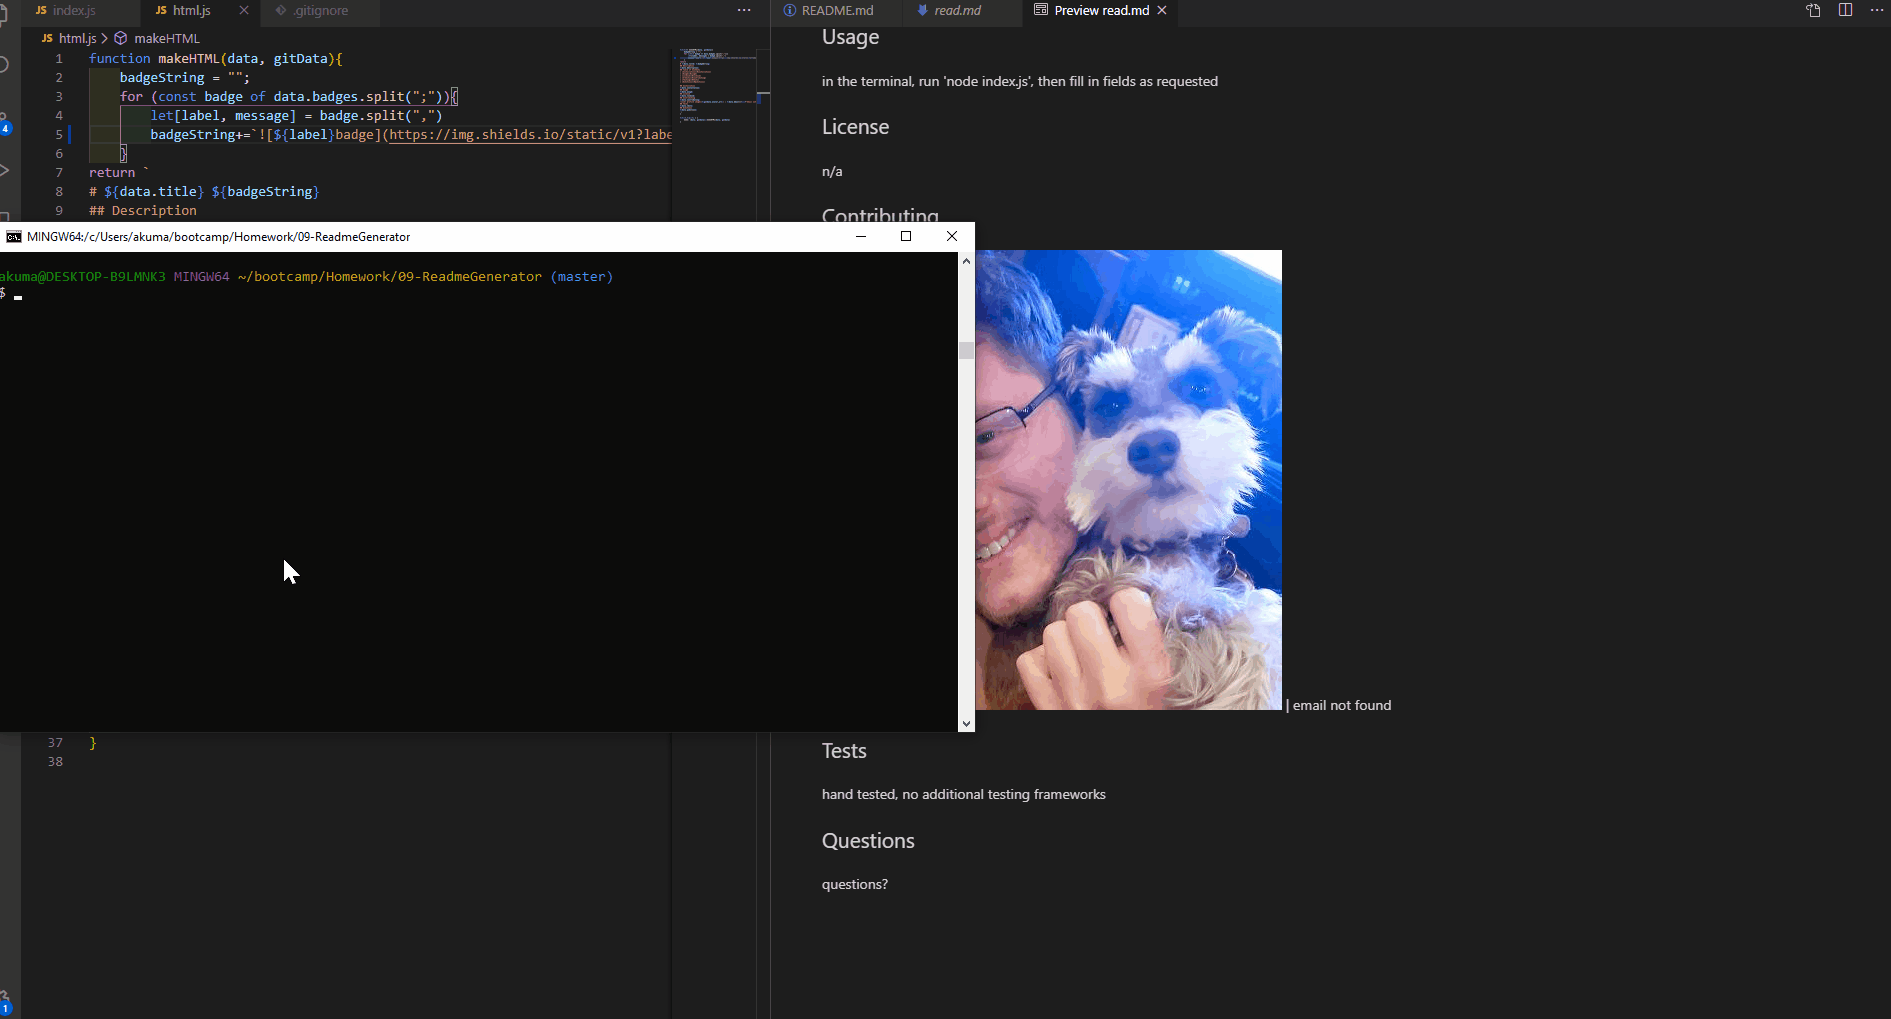 index.js
html.js
.gitignore
README.md
read.md
Preview read.md
html.js > makeHTML
1 function makeHTML(data, gitData){
2 badgeString = "";
3 for (const badge of data.badges.split(";")){
4 let[label, message] = badge.split(",")
5 badgeString+=`![${label}badge](https://img.shields.io/static/v1?labe
6 }
7 return `
8 # ${data.title} ${badgeString}
9 ## Description
MINGW64:/c/Users/akuma/bootcamp/Homework/09-ReadmeGenerator
akuma@DESKTOP-B9LMNK3 MINGW64 ~/bootcamp/Homework/09-ReadmeGenerator (master)
$
37 }
38
4
1
Usage
in the terminal, run 'node index.js', then fill in fields as requested
License
n/a
Contributing
| email not found
Tests
hand tested, no additional testing frameworks
Questions
questions?